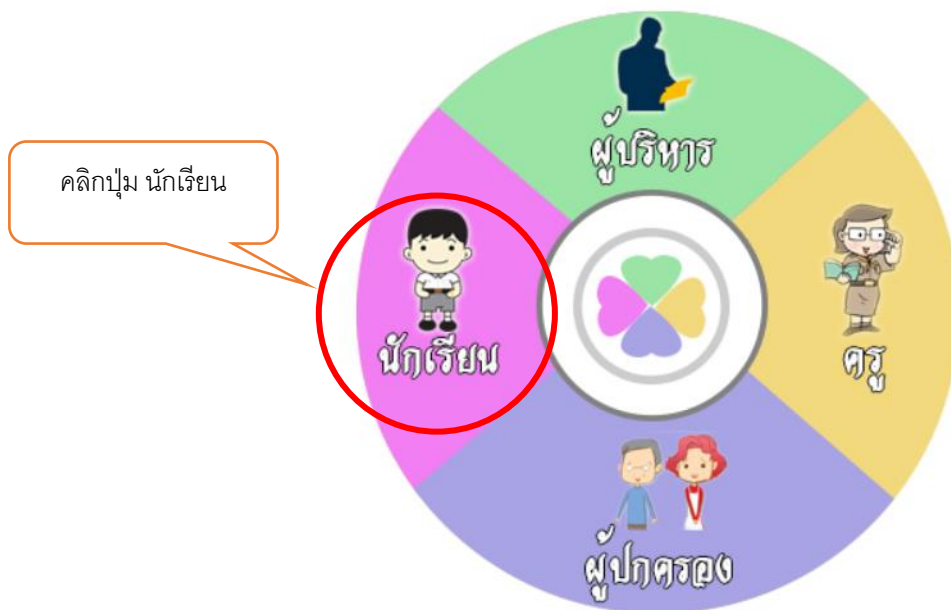 ผู้บริหาร
คลิกปุ่ม นักเรียน
นักเรียน
ครู
ผู้ปกครอง